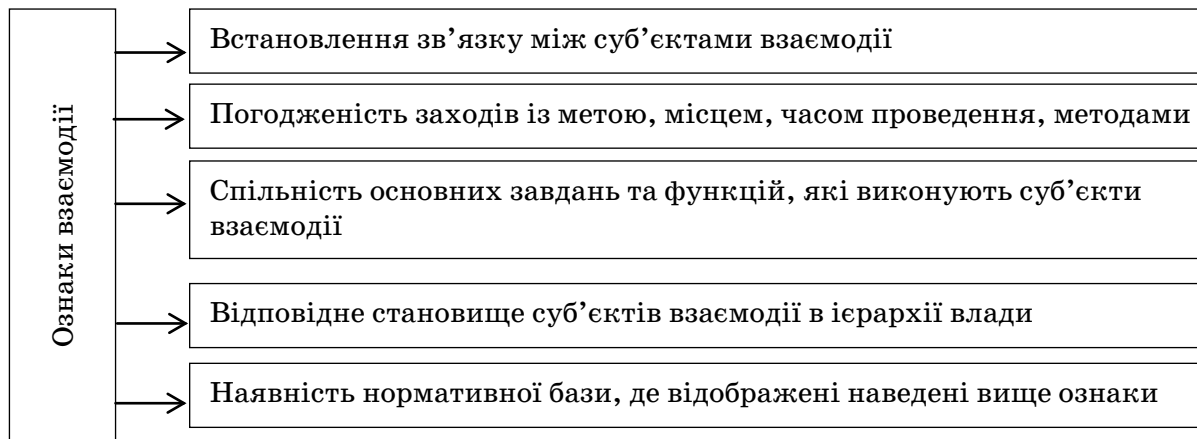 Ознаки взаємодії
Встановлення зв’язку між суб’єктами взаємодії
Погодженість заходів із метою, місцем, часом проведення, методами
Спільність основних завдань та функцій, які виконують суб’єкти
взаємодії
Відповідне становище суб’єктів взаємодії в ієрархії влади
Наявність нормативної бази, де відображені наведені вище ознаки